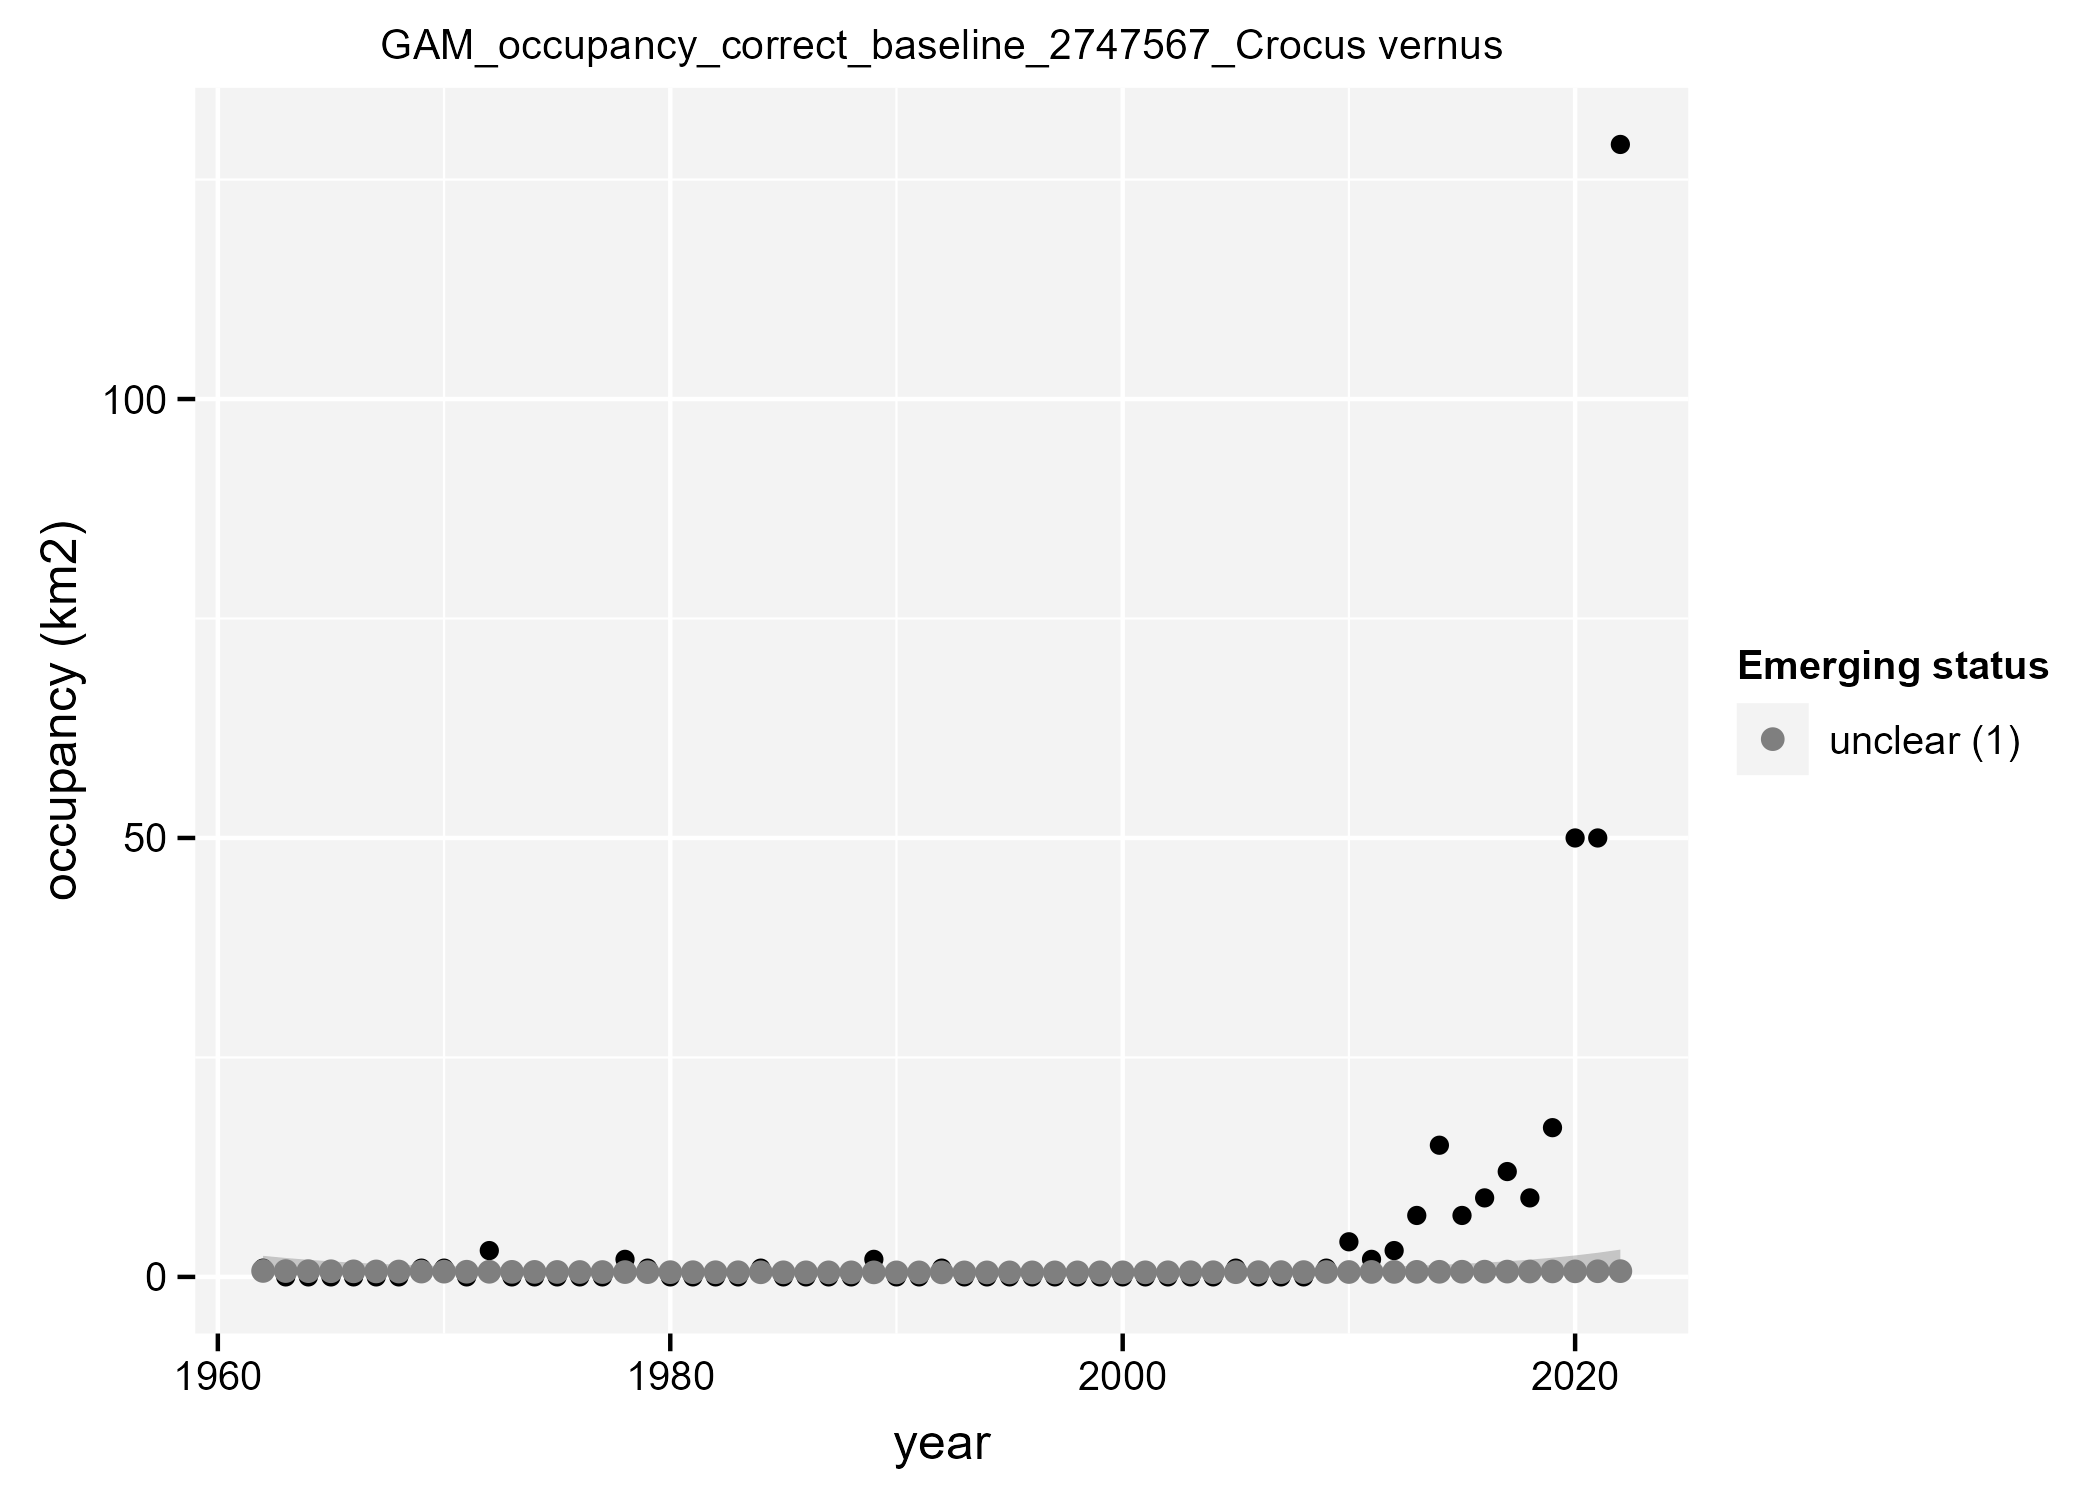 GAM_occupancy_correct_baseline_2747567_Crocus vernus
100
50
0
occupancy (km2)
1960 1980 2000 2020
year
Emerging status
unclear (1)